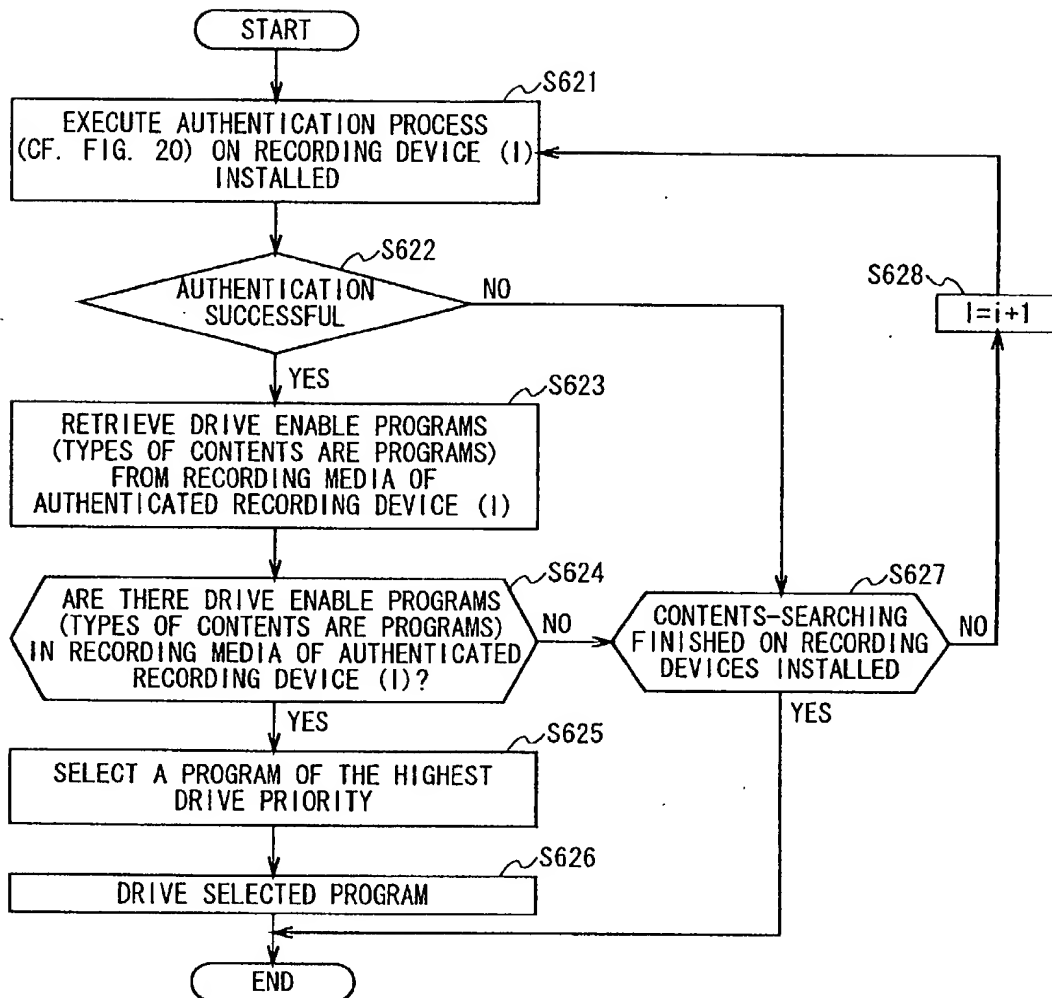 START
S621
EXECUTE AUTHENTICATION PROCESS
(CF. FIG. 20) ON RECORDING DEVICE (I)
INSTALLED
S622
AUTHENTICATION
SUCCESSFUL
NO
YES
S628
I=i+1
S623
RETRIEVE DRIVE ENABLE PROGRAMS
(TYPES OF CONTENTS ARE PROGRAMS)
FROM RECORDING MEDIA OF
AUTHENTICATED RECORDING DEVICE (I)
S624
ARE THERE DRIVE ENABLE PROGRAMS
(TYPES OF CONTENTS ARE PROGRAMS)
IN RECORDING MEDIA OF AUTHENTICATED
RECORDING DEVICE (I)?
NO
YES
S627
CONTENTS-SEARCHING
FINISHED ON RECORDING
DEVICES INSTALLED
NO
YES
S625
SELECT A PROGRAM OF THE HIGHEST
DRIVE PRIORITY
S626
DRIVE SELECTED PROGRAM
END